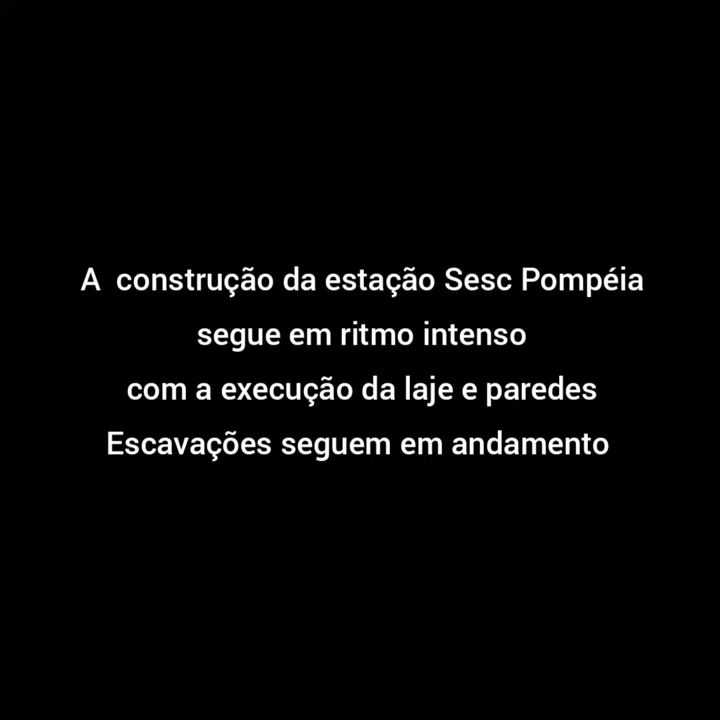 A construção da estação Sesc Pompéia
segue em ritmo intenso
com a execução da laje e paredes
Escavações seguem em andamento